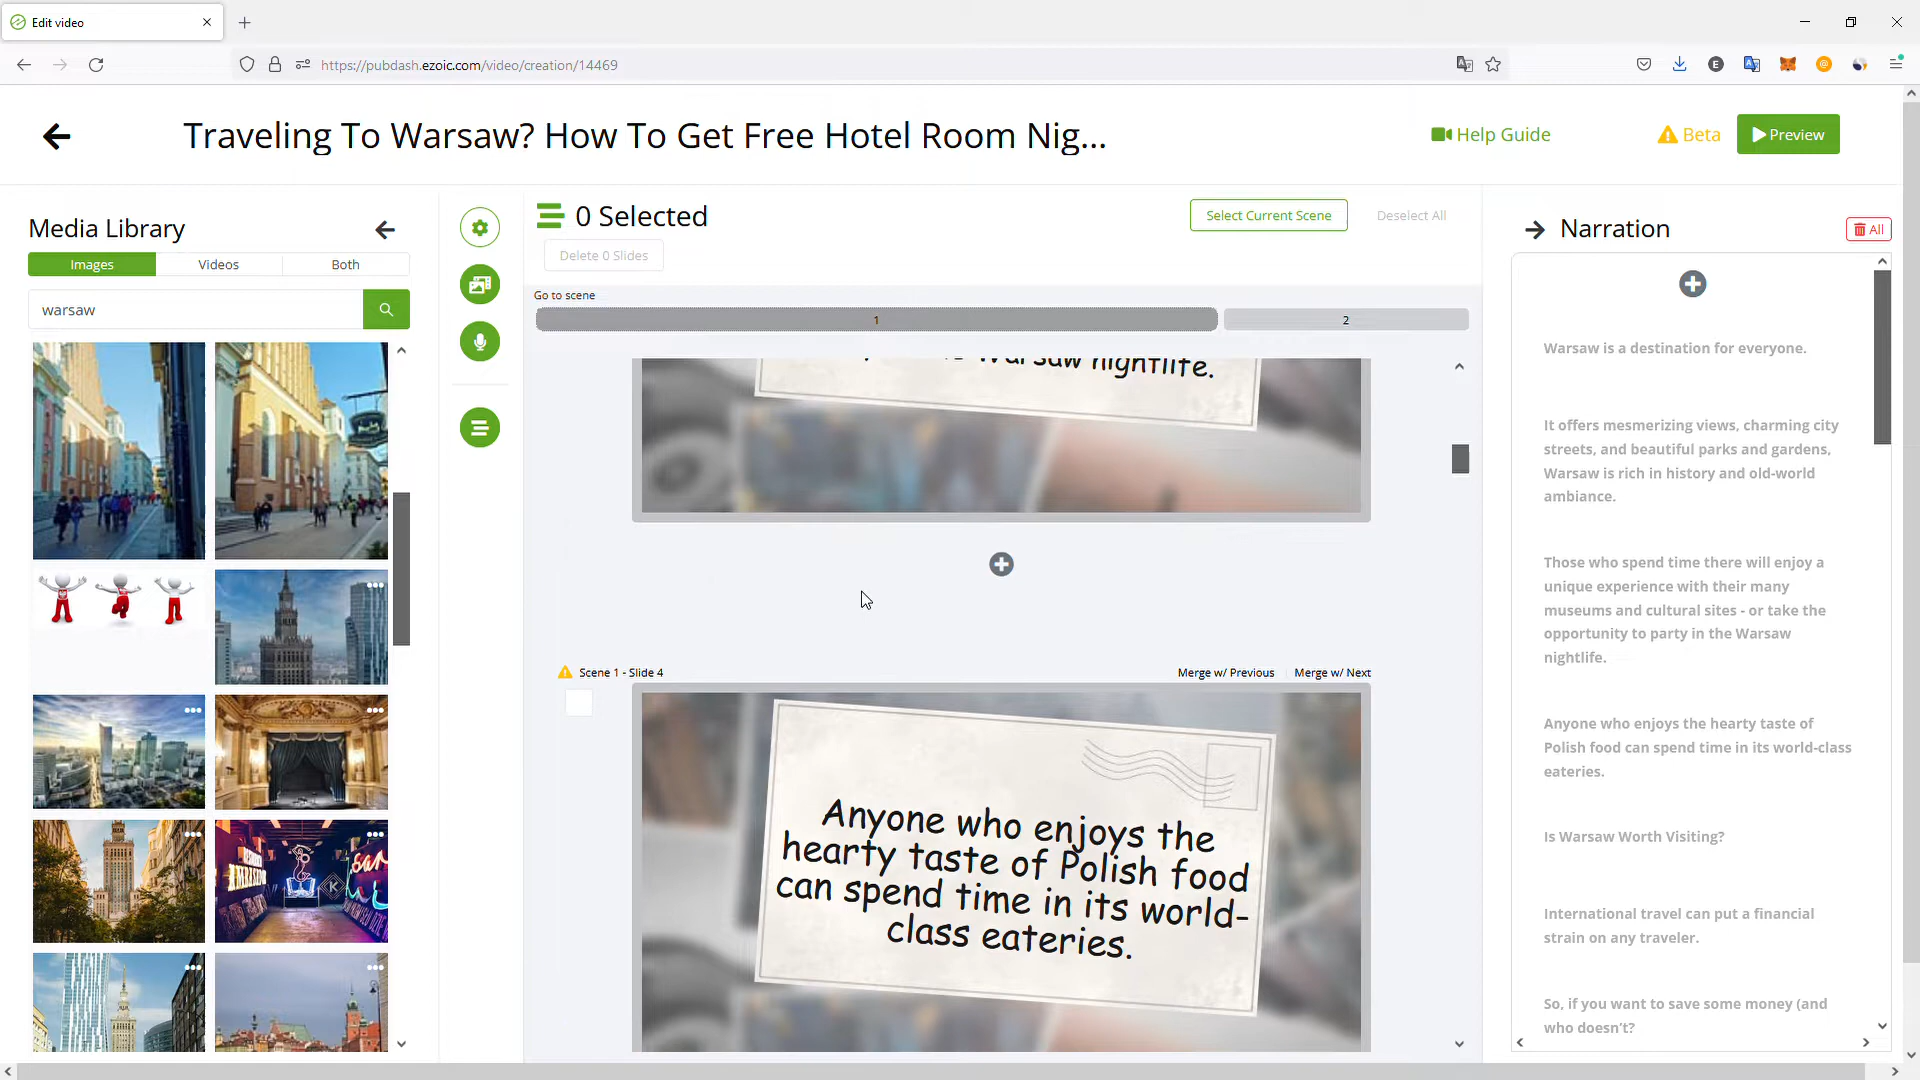 Edit video
https://pubdash.ezoic.com/video/creation/14469
Traveling To Warsaw? How To Get Free Hotel Room Nig...
Help Guide
Beta
Preview
Media Library
Images
Videos
Both
warsaw
0 Selected
Select Current Scene
Deselect All
Delete 0 Slides
Go to scene
1
2
Warsaw nightlife.
Scene 1 - Slide 4
Merge w/ Previous
Merge w/ Next
Anyone who enjoys the
hearty taste of Polish food
can spend time in its world-
class eateries.
Narration
All
Warsaw is a destination for everyone.
It offers mesmerizing views, charming city
streets, and beautiful parks and gardens,
Warsaw is rich in history and old-world
ambiance.
Those who spend time there will enjoy a
unique experience with their many
museums and cultural sites - or take the
opportunity to party in the Warsaw
nightlife.
Anyone who enjoys the hearty taste of
Polish food can spend time in its world-class
eateries.
Is Warsaw Worth Visiting?
International travel can put a financial
strain on any traveler.
So, if you want to save some money (and
who doesn't?